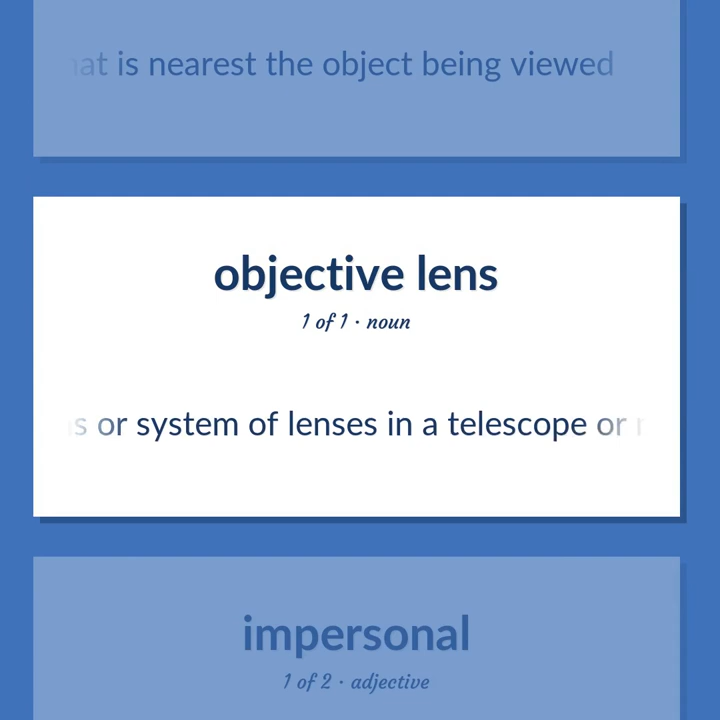 is nearest the object being viewed
objective lens
1 of 1 · noun
or system of lenses in a telescope or
impersonal
1 of 2 · adjective